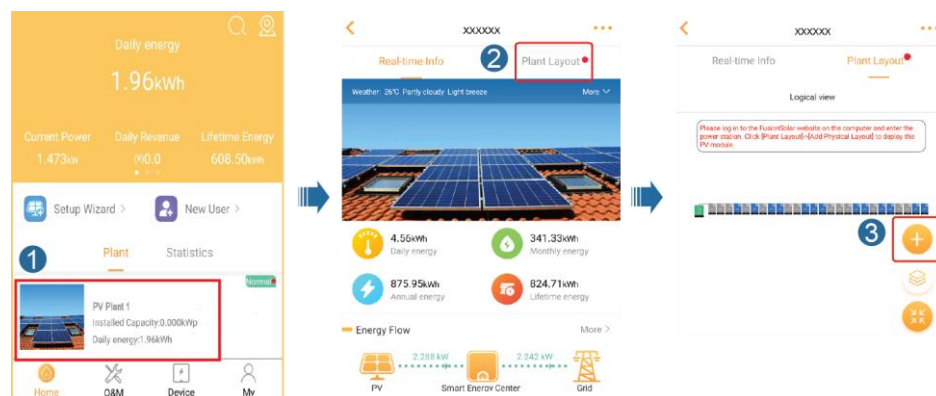 Daily energy
1.96kWh
Current Power
Daily Revenue
Lifetime Energy
1.473kw
(¥)0.0
608.50kwh
Setup Wizard >
New User >
1
Plant
Statistics
Normal
PV Plant 1
Installed Capacity:0.000kWp
Daily energy:1.96kWh
Home
O&M
Device
My
xxxxxx
Real-time Info
2
Plant Layout
Weather: 26℃ Partly cloudy Light breeze
More
4.56kwh
Daily energy
341.33kwh
Monthly energy
875.95kwh
Annual energy
824.71kwh
Lifetime energy
Energy Flow
More >
2.288 kW
2.242 kW
PV
Smart Energy Center
Grid
xxxxxx
Real-time Info
Plant Layout
Logical view
Please log in to the FusionSolar website on the computer and enter the
power station. Click [Plant Layout]>[Add Physical Layout] to deploy the
PV module.
3